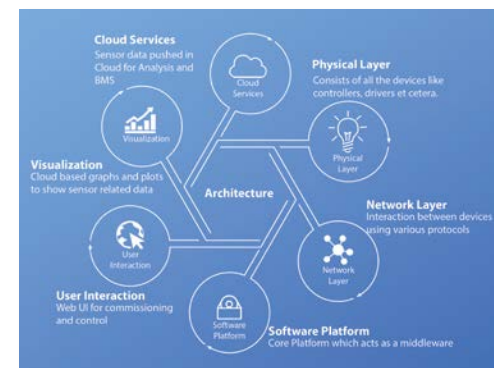 Cloud Services
Sensor data pushed in
Cloud for Analysis and
BMS
Cloud
Services
Physical Layer
Consists of all the devices like
controllers, drivers et cetera.
Physical
Layer
Visualization
Visualization
Cloud based graphs and plots
to show sensor related data
Architecture
Network Layer
Interaction between devices
using various protocols
Network
Layer
User
Interaction
User Interaction
Web UI for commissioning
and control
Software
Platform
Software Platform
Core Platform which acts as a middleware